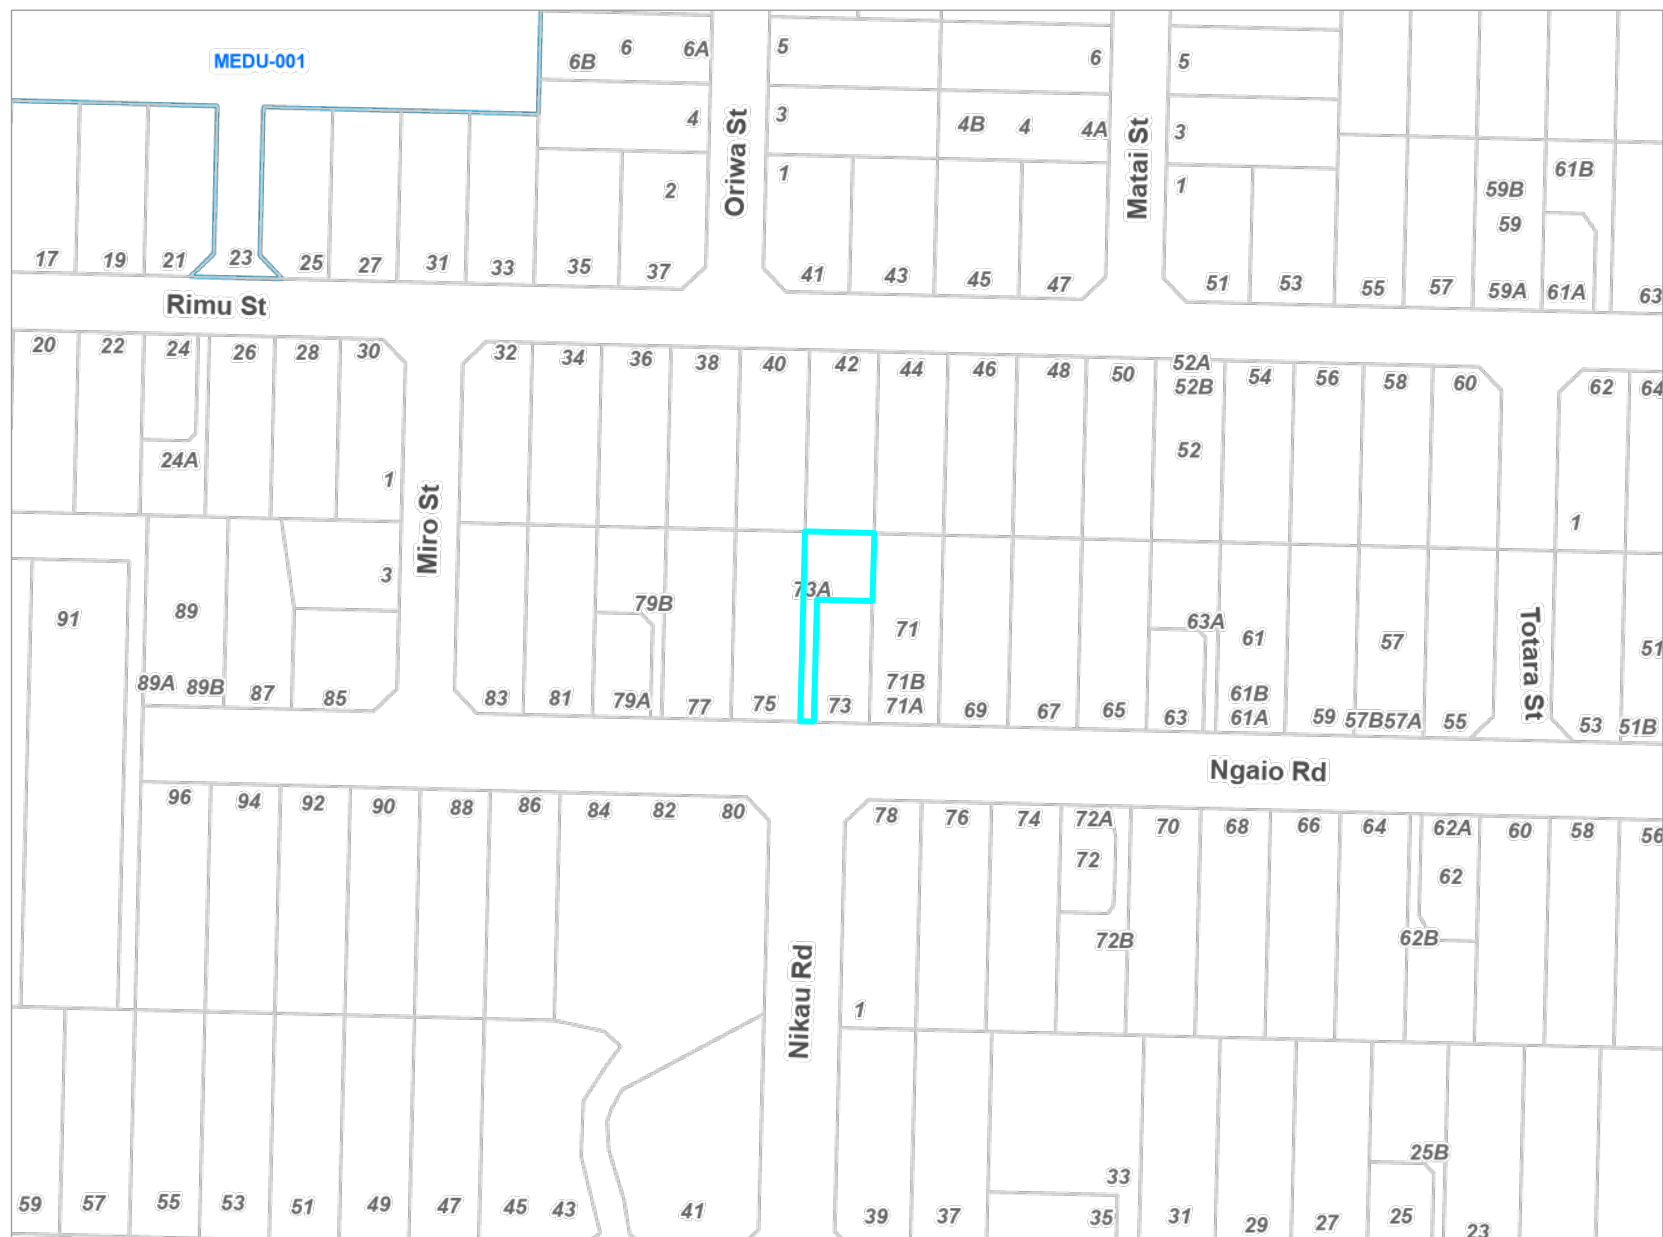 MEDU-001
6B 6 6A 5 6 5
4 3 4B 4 4A 3
Oriwa St
Matai St
2 1 1 59B 61B
59
17 19 21 23 25 27 31 33 35 37 41 43 45 47 51 53 55 57 59A 61A 63
Rimu St
20 22 24 26 28 30 32 34 36 38 40 42 44 46 48 50 52A 54 56 58 60 62 64
52B
24A 1 52
Miro St
1
3 73A
91 89 79B 71 63A 61 57 51
Totara St
89A 89B 87 85 83 81 79A 77 75 73 71B 69 67 65 63 61B 59 57B 57A 55 53 51B
71A 61A
Ngaio Rd
96 94 92 90 88 86 84 82 80 78 76 74 72A 70 68 66 64 62A 60 58 56
72 62
72B 62B
Nikau Rd
1
33 25B
59 57 55 53 51 49 47 45 43 41 39 37 35 31 29 27 25 23